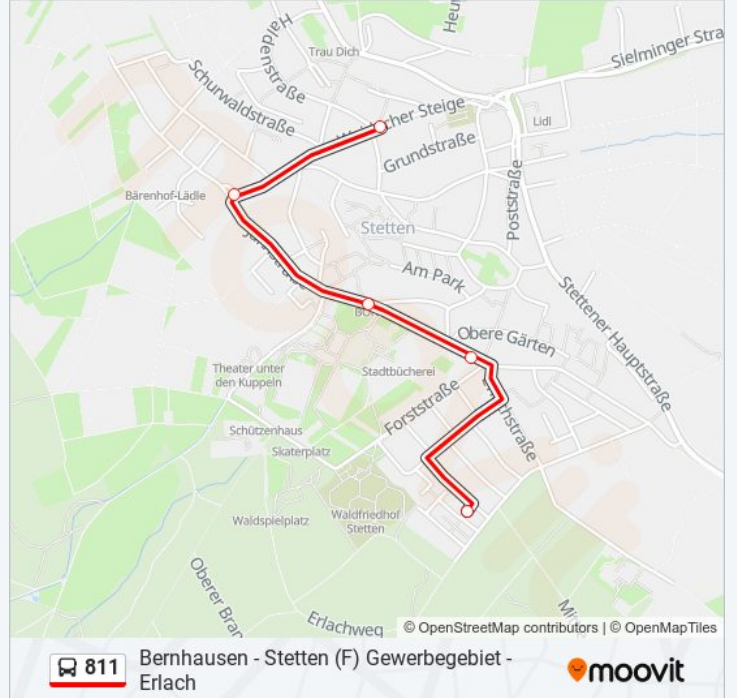 Heu
Haldenstraße
Trau Dich
Sielminger Stra
Schurwaldstraße
cher Steige
Lidl
Grundstraße
Bärenhof-Lädle
Poststraße
Stetten
Am Park
Stettener Hauptstraße
Obere Gärten
Theater unter
den Kuppeln
Stadtbücherei
Forststraße
Schützenhaus
Skaterplatz
Waldfriedhof
Stetten
Waldspielplatz
Oberer Bran
Erlachweg
© OpenStreetMap contributors | © OpenMapTiles
811
Bernhausen - Stetten (F) Gewerbegebiet -
Erlach
moovit